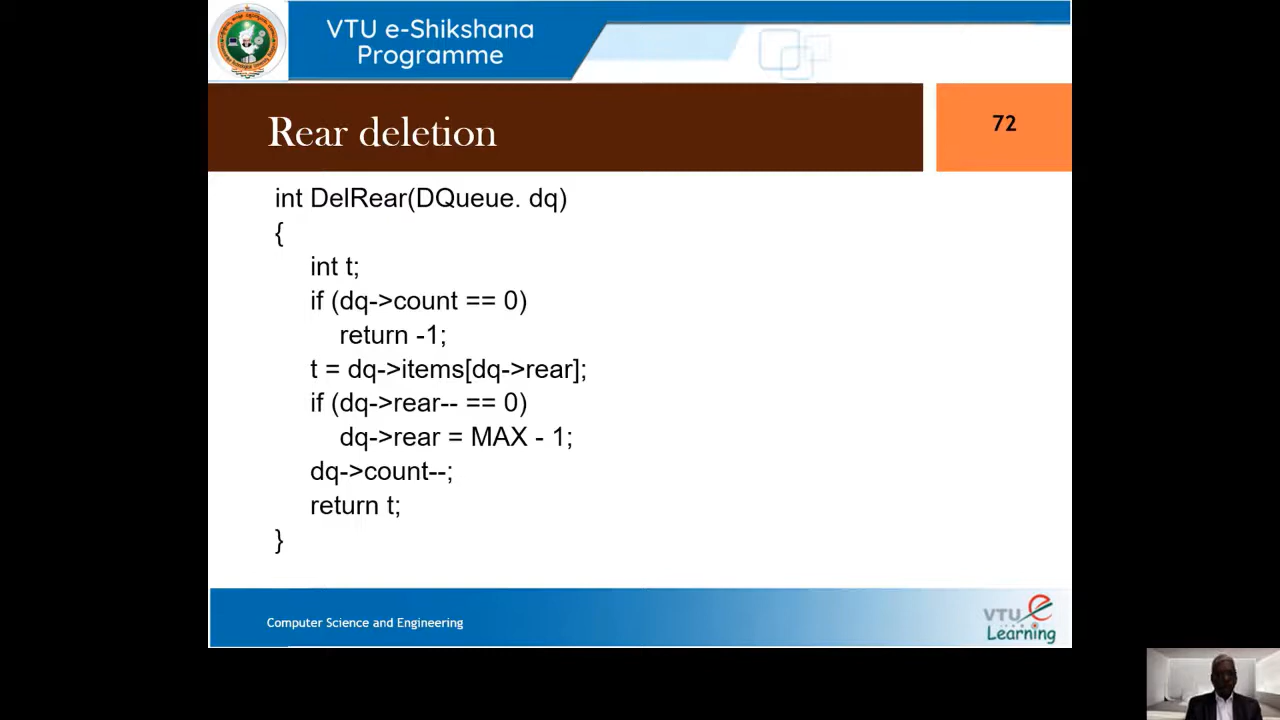 VTU e-Shikshana
Programme
Rear deletion
72
int DelRear(DQueue. dq)
{
int t;
if (dq->count == 0)
return -1;
t = dq->items[dq->rear];
if (dq->rear-- == 0)
dq->rear = MAX - 1;
dq->count--;
return t;
}
Computer Science and Engineering
VTU e
Learning